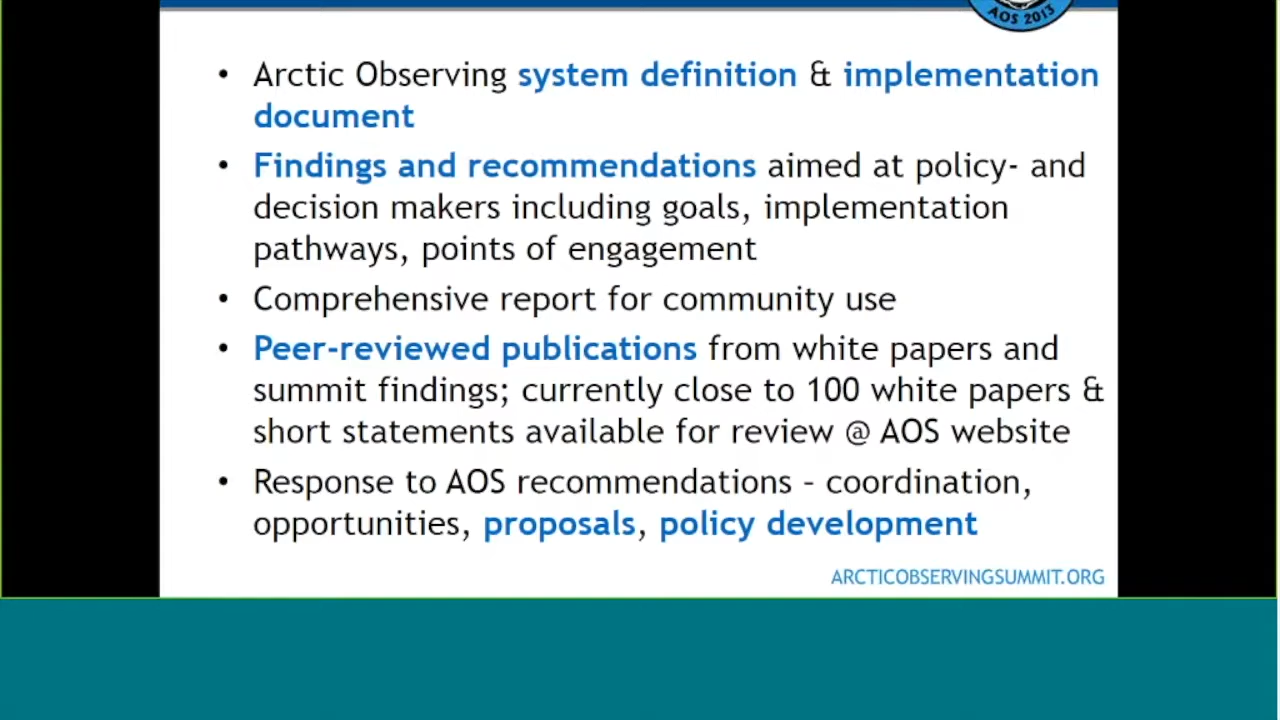 AOS 2013
• Arctic Observing system definition & implementation
document
• Findings and recommendations aimed at policy- and
decision makers including goals, implementation
pathways, points of engagement
• Comprehensive report for community use
• Peer-reviewed publications from white papers and
summit findings; currently close to 100 white papers &
short statements available for review @ AOS website
• Response to AOS recommendations – coordination,
opportunities, proposals, policy development
ARCTICOBSERVINGSUMMIT.ORG